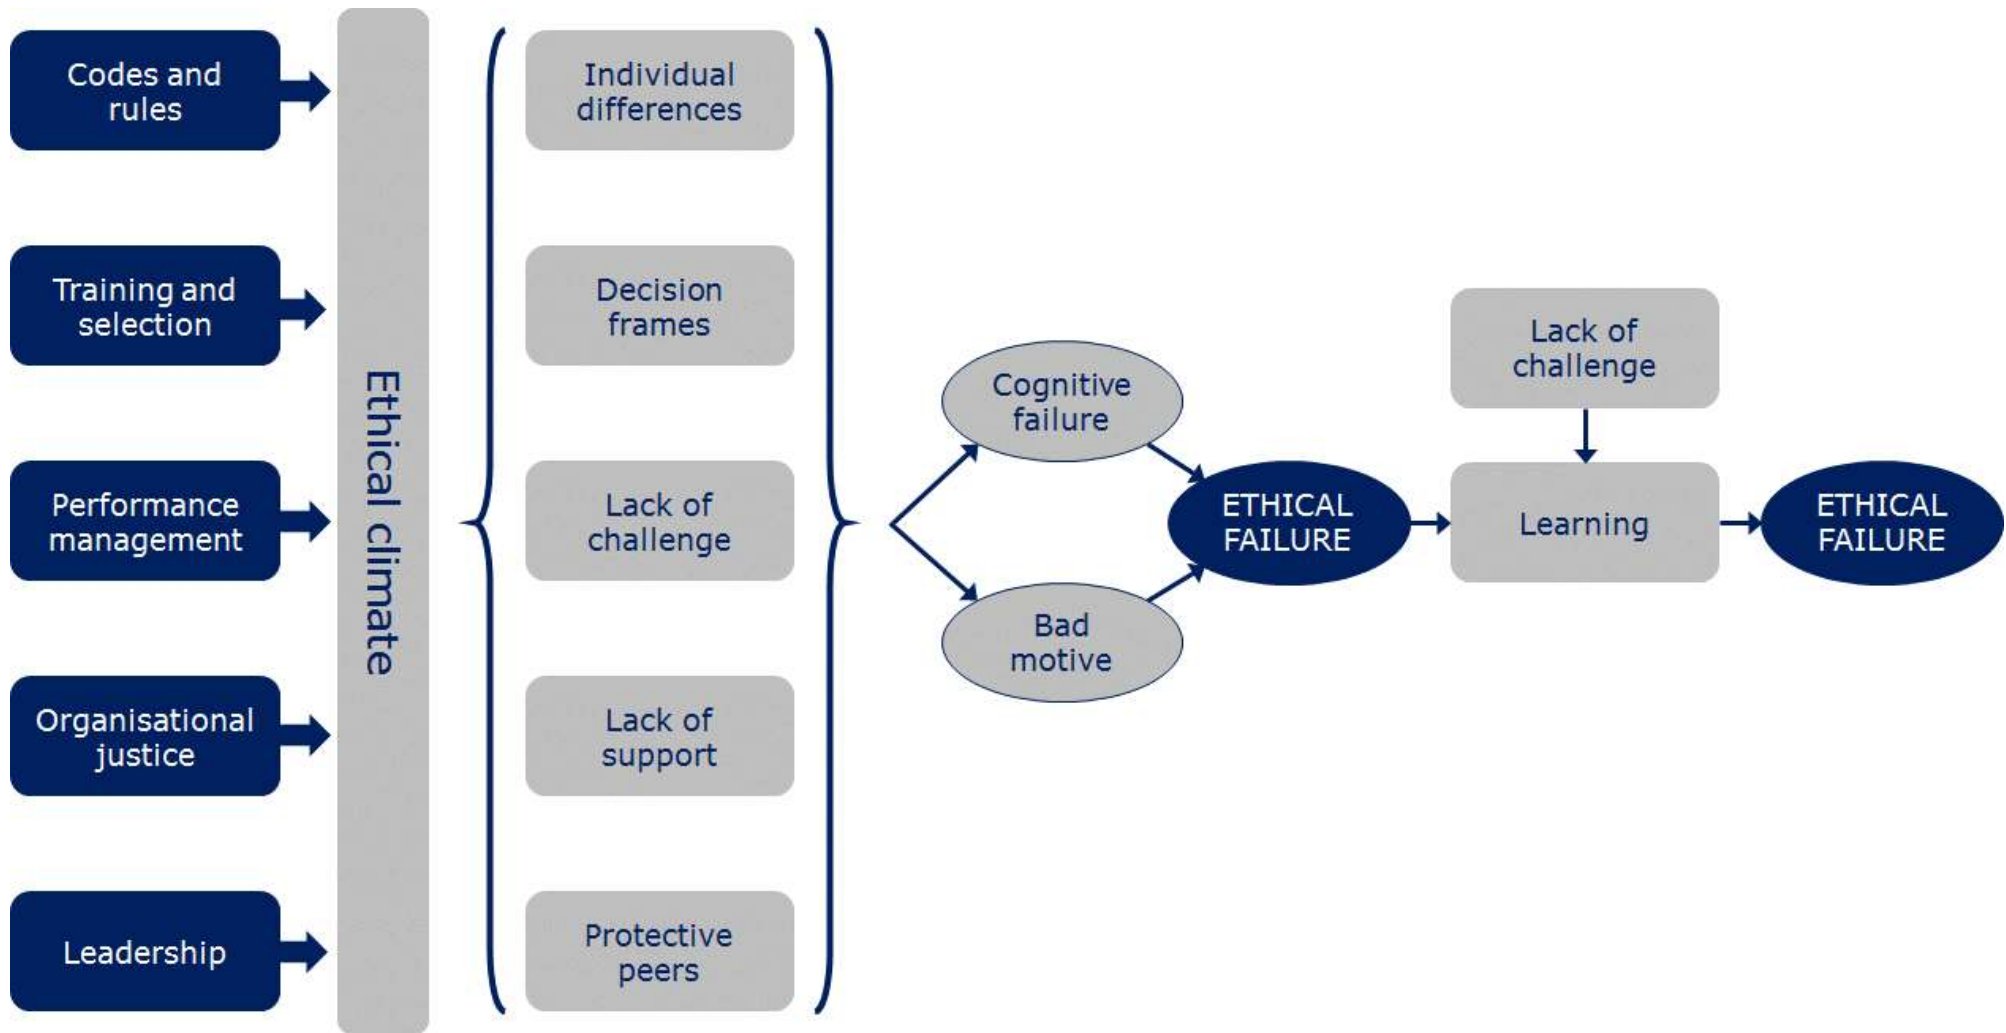 Codes and
rules
Training and
selection
Performance
management
Organisational
justice
Leadership
Ethical climate
Individual
differences
Decision
frames
Lack of
challenge
Lack of
support
Protective
peers
Cognitive
failure
Bad
motive
ETHICAL
FAILURE
Lack of
challenge
Learning
ETHICAL
FAILURE